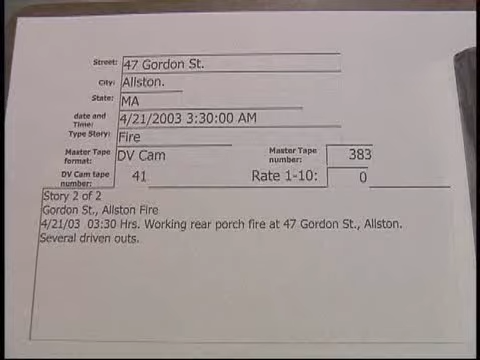 Street: 47 Gordon St.
City: Allston.
State: MA
date and Time: 4/21/2003 3:30:00 AM
Type Story: Fire
Master Tape format: DV Cam Master Tape number: 383
DV Cam tape number: 41 Rate 1-10: 0
Story 2 of 2
Gordon St., Allston Fire
4/21/03 03:30 Hrs. Working rear porch fire at 47 Gordon St., Allston.
Several driven outs.